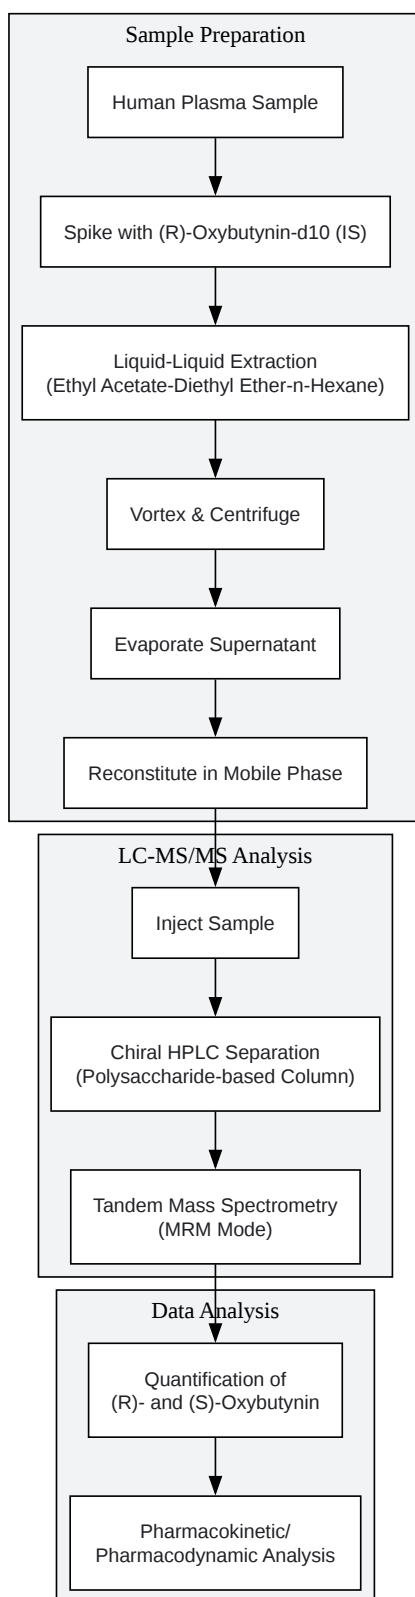 Sample Preparation
Human Plasma Sample
Spike with (R)-Oxybutynin-d10 (IS)
Liquid-Liquid Extraction
(Ethyl Acetate-Diethyl Ether-n-Hexane)
Vortex & Centrifuge
Evaporate Supernatant
Reconstitute in Mobile Phase
LC-MS/MS Analysis
Inject Sample
Chiral HPLC Separation
(Polysaccharide-based Column)
Tandem Mass Spectrometry
(MRM Mode)
Data Analysis
Quantification of
(R)- and (S)-Oxybutynin
Pharmacokinetic/
Pharmacodynamic Analysis